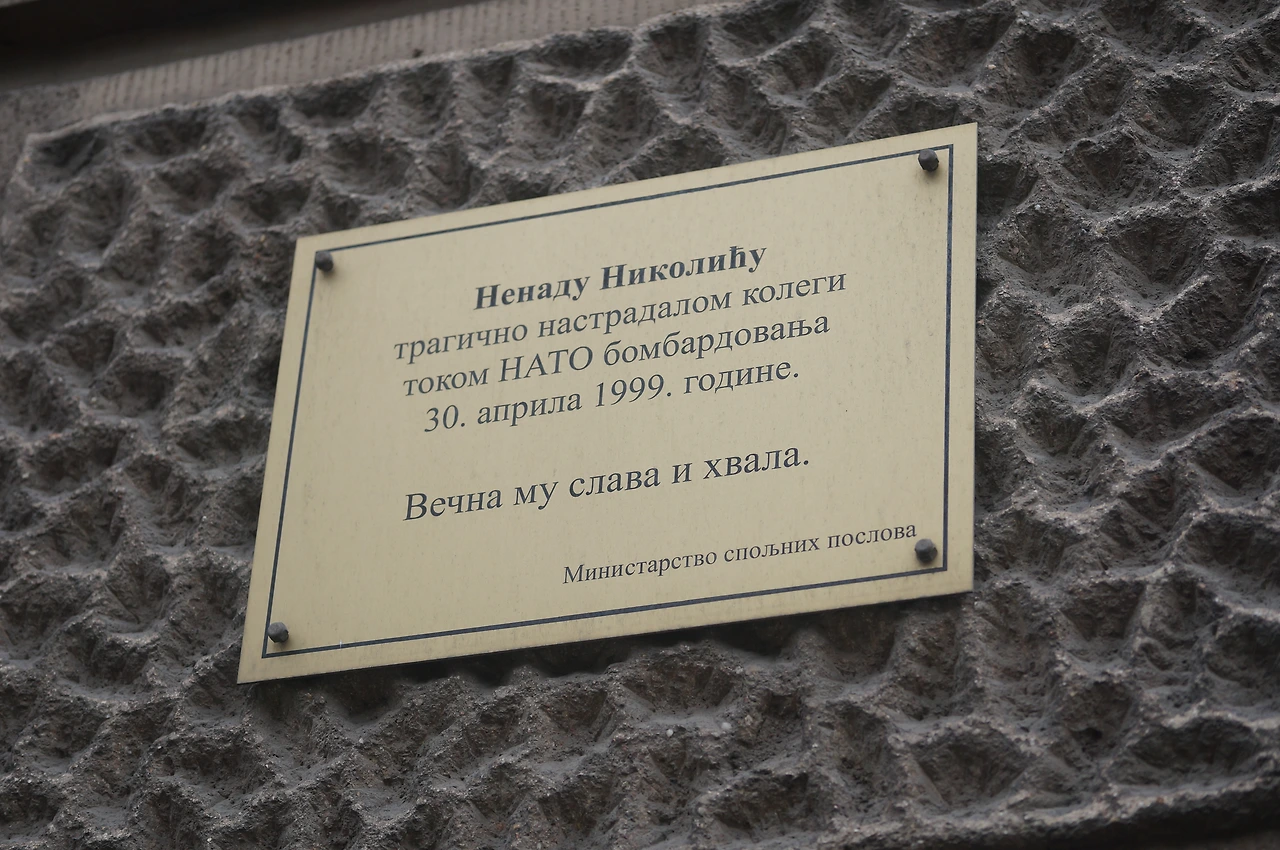 Ненаду Николићу
трагично настрадалом колеги
током НАТО бомбардовања
30. априла 1999. године.
Вечна му слава и хвала.
Министарство спољних послова